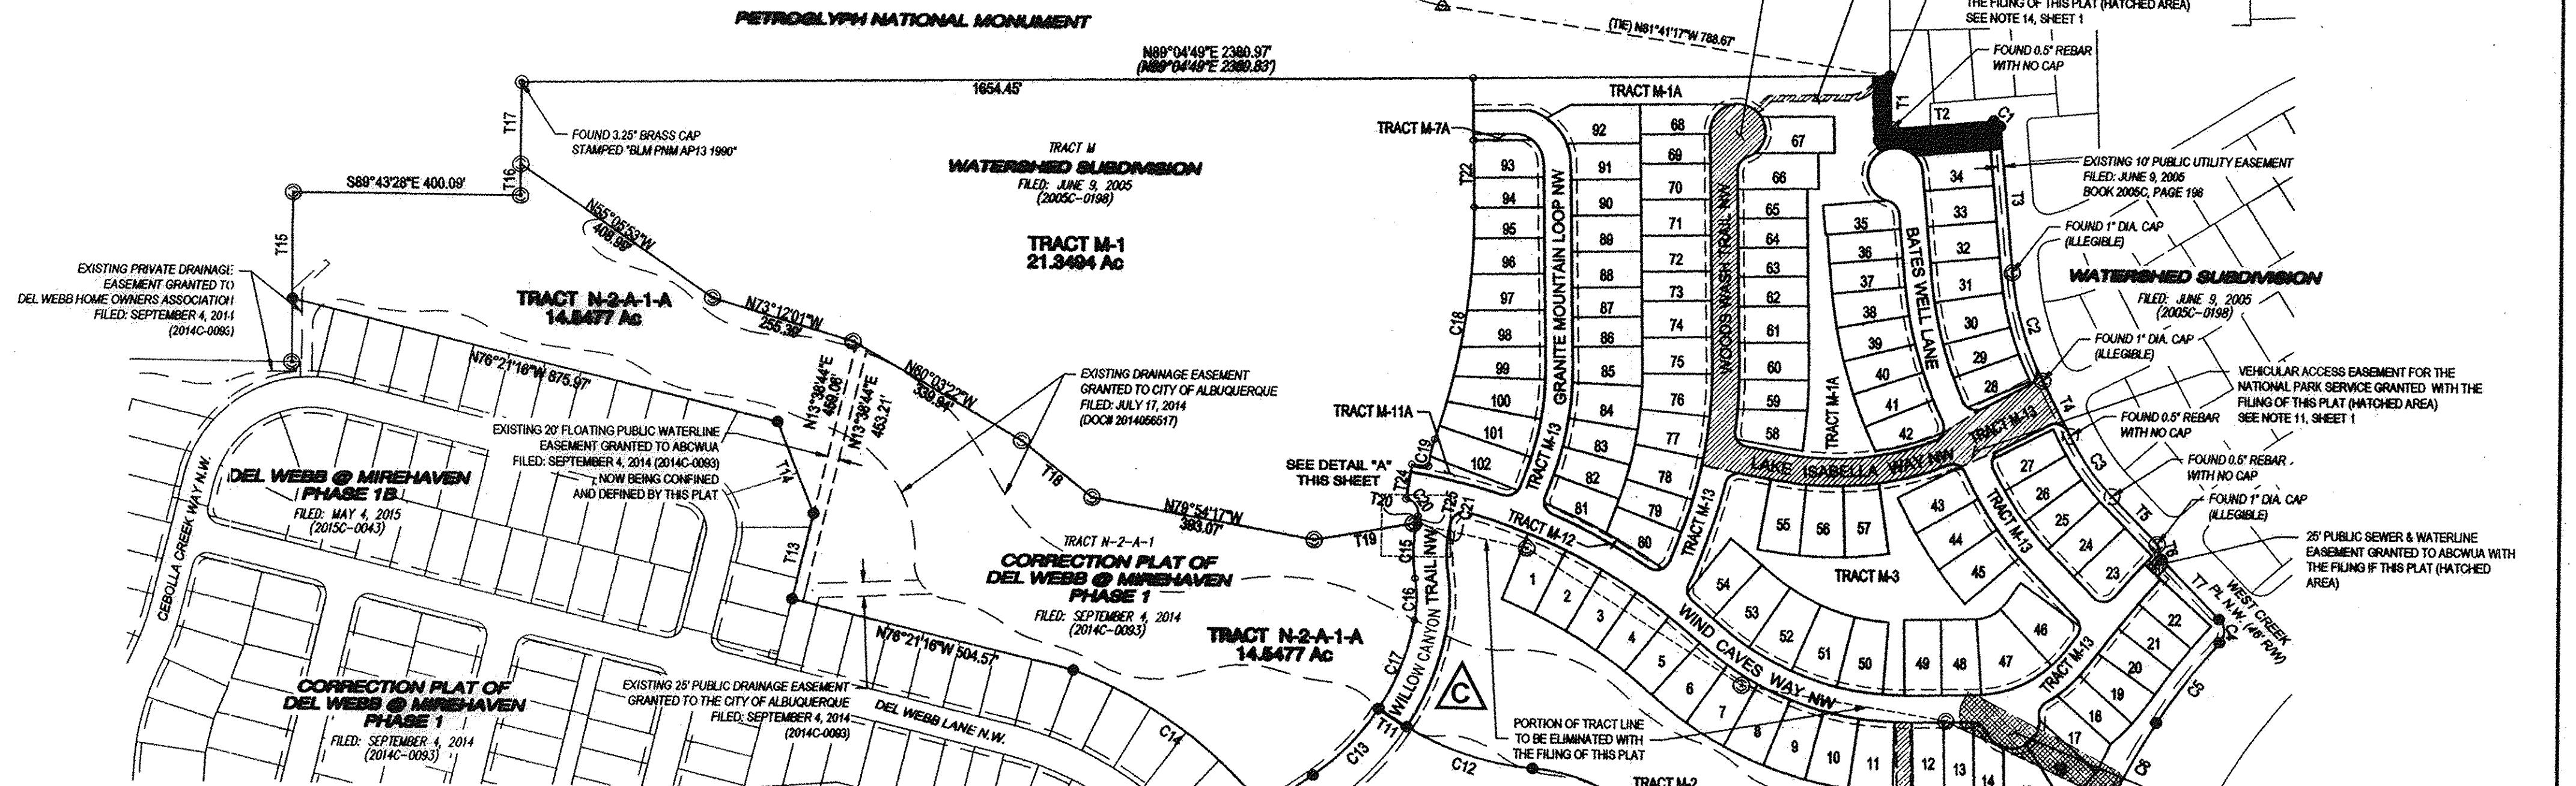 PETROGLYPH NATIONAL MONUMENT
THE FILING OF THIS PLAT (HATCHED AREA)
SEE NOTE 14, SHEET 1
(TIE) N81°41'17"W 788.67'
N89°04'49"E 2380.97'
(N89°04'49"E 2380.83')
1654.45'
FOUND 0.5" REBAR
WITH NO CAP
TRACT M-1A
T1
T2
C1
T17
FOUND 3.25" BRASS CAP
STAMPED "BLM PNM AP13 1990"
T16
S89°43'28"E 400.09'
T15
TRACT M
WATERSHED SUBDIVISION
FILED: JUNE 9, 2005
(2005C-0198)
TRACT M-1
21.3494 Ac
TRACT M-7A
T22
EXISTING 10' PUBLIC UTILITY EASEMENT
FILED: JUNE 9, 2005
BOOK 2005C, PAGE 198
T3
FOUND 1" DIA. CAP
(ILLEGIBLE)
WATERSHED SUBDIVISION
FILED: JUNE 9, 2005
(2005C-0198)
C2
FOUND 1" DIA. CAP
(ILLEGIBLE)
VEHICULAR ACCESS EASEMENT FOR THE
NATIONAL PARK SERVICE GRANTED WITH THE
FILING OF THIS PLAT (HATCHED AREA)
SEE NOTE 11, SHEET 1
T4
FOUND 0.5" REBAR
WITH NO CAP
C3
FOUND 0.5" REBAR
WITH NO CAP
FOUND 1" DIA. CAP
(ILLEGIBLE)
T5
T6
25' PUBLIC SEWER & WATERLINE
EASEMENT GRANTED TO ABCWUA WITH
THE FILING IF THIS PLAT (HATCHED
AREA)
T7
WEST CREEK
PL N.W. (46' R/W)
C4
C5
C6
EXISTING PRIVATE DRAINAGE
EASEMENT GRANTED TO
DEL WEBB HOME OWNERS ASSOCIATION
FILED: SEPTEMBER 4, 2014
(2014C-0093)
TRACT N-2-A-1-A
14.5477 Ac
N55°05'53"W
408.99'
N73°12'01"W
255.39'
N60°03'22"W
339.94'
N76°21'16"W 875.97'
N13°38'44"E
459.06'
N13°38'44"E
453.21'
EXISTING DRAINAGE EASEMENT
GRANTED TO CITY OF ALBUQUERQUE
FILED: JULY 17, 2014
(DOC# 2014056517)
EXISTING 20' FLOATING PUBLIC WATERLINE
EASEMENT GRANTED TO ABCWUA
FILED: SEPTEMBER 4, 2014 (2014C-0093)
NOW BEING CONFINED
AND DEFINED BY THIS PLAT
T14
T13
T18
N79°54'17"W
383.07'
T19
DEL WEBB @ MIREHAVEN
PHASE 1B
FILED: MAY 4, 2015
(2015C-0043)
CEBOLLA CREEK WAY N.W.
TRACT N-2-A-1
CORRECTION PLAT OF
DEL WEBB @ MIREHAVEN
PHASE 1
FILED: SEPTEMBER 4, 2014
(2014C-0093)
TRACT N-2-A-1-A
14.5477 Ac
N76°21'16"W 504.57'
CORRECTION PLAT OF
DEL WEBB @ MIREHAVEN
PHASE 1
FILED: SEPTEMBER 4, 2014
(2014C-0093)
EXISTING 25' PUBLIC DRAINAGE EASEMENT
GRANTED TO THE CITY OF ALBUQUERQUE
FILED: SEPTEMBER 4, 2014
(2014C-0093)
DEL WEBB LANE N.W.
C14
C13
T11
C12
C17
C16
C15
WILLOW CANYON TRAIL NW
C
SEE DETAIL "A"
THIS SHEET
TRACT M-11A
C18
C19
T24
T20
C20
T25
C21
GRANITE MOUNTAIN LOOP NW
WOODS WASH TRAIL NW
BATES WELL LANE
LAKE ISABELLA WAY NW
WIND CAVES WAY NW
TRACT M-1A
TRACT M-13
TRACT M-13
TRACT M-13
TRACT M-13
TRACT M-13
TRACT M-12
TRACT M-3
TRACT M-2
PORTION OF TRACT LINE
TO BE ELIMINATED WITH
THE FILING OF THIS PLAT
92
91
90
89
88
87
86
85
84
83
82
81
93
94
95
96
97
98
99
100
101
102
68
69
70
71
72
73
74
75
76
77
78
79
80
67
66
65
64
63
62
61
60
59
58
35
36
37
38
39
40
41
42
34
33
32
31
30
29
28
27
26
25
24
23
43
44
45
46
47
48
49
50
51
52
53
54
55
56
57
22
21
20
19
18
17
1
2
3
4
5
6
7
8
9
10
11
12
13
14